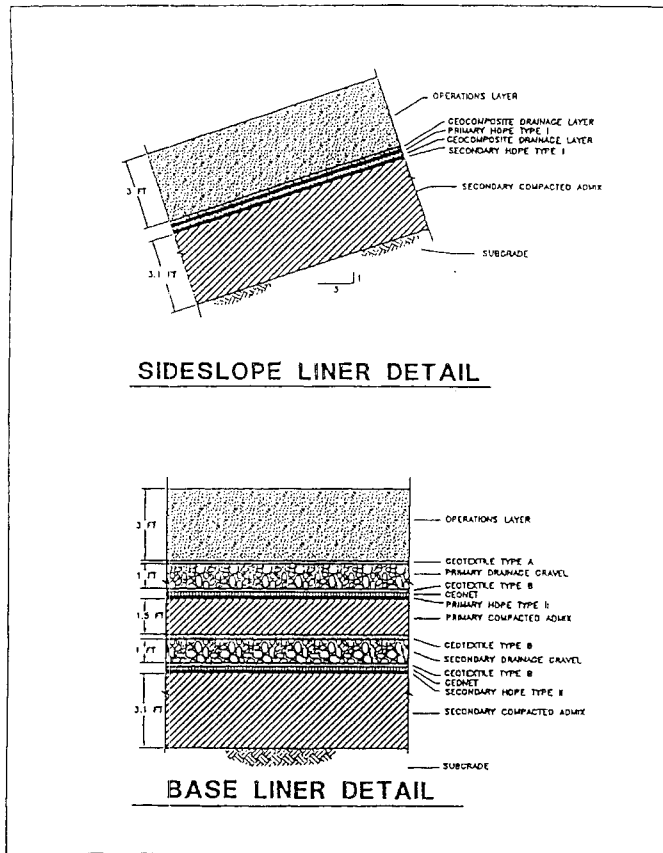 OPERATIONS LAYER
GEOCOMPOSITE DRAINAGE LAYER
PRIMARY HDPE TYPE I
GEOCOMPOSITE DRAINAGE LAYER
SECONDARY HDPE TYPE I
SECONDARY COMPACTED ADMIX
SUBGRADE
3 FT
3.1 FT
3
1
SIDESLOPE LINER DETAIL
3 FT
OPERATIONS LAYER
GEOTEXTILE TYPE A
1 FT
PRIMARY DRAINAGE GRAVEL
GEOTEXTILE TYPE B
GEONET
PRIMARY HDPE TYPE II
1.5 FT
PRIMARY COMPACTED ADMIX
GEOTEXTILE TYPE B
1 FT
SECONDARY DRAINAGE GRAVEL
GEOTEXTILE TYPE B
GEONET
SECONDARY HDPE TYPE II
3.1 FT
SECONDARY COMPACTED ADMIX
SUBGRADE
BASE LINER DETAIL